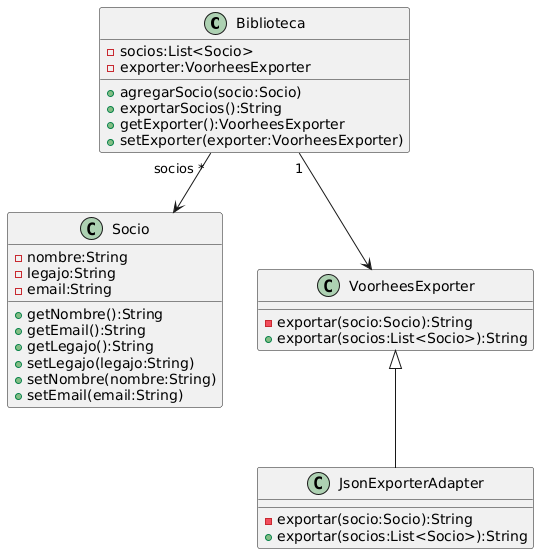 C Biblioteca
socios:List<Socio>
exporter:VoorheesExporter
agregarSocio(socio:Socio)
exportarSocios():String
getExporter():VoorheesExporter
setExporter(exporter:VoorheesExporter)
socios *
1
C Socio
nombre:String
legajo:String
email:String
getNombre():String
getEmail():String
getLegajo():String
setLegajo(legajo:String)
setNombre(nombre:String)
setEmail(email:String)
C VoorheesExporter
exportar(socio:Socio):String
exportar(socios:List<Socio>):String
C JsonExporterAdapter
exportar(socio:Socio):String
exportar(socios:List<Socio>):String